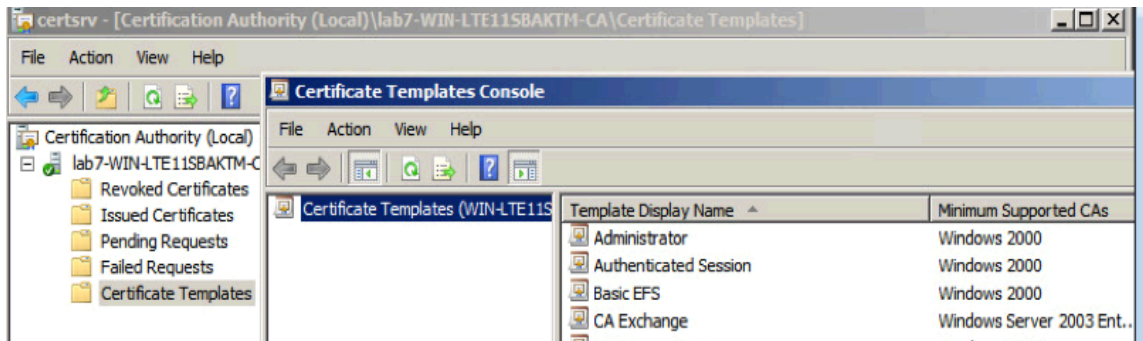 certsrv - [Certification Authority (Local)\lab7-WIN-LTE11SBAKTM-CA\Certificate Templates]
File Action View Help
Certificate Templates Console
File Action View Help
Certification Authority (Local)
lab7-WIN-LTE11SBAKTM-C
Revoked Certificates
Issued Certificates
Pending Requests
Failed Requests
Certificate Templates
Certificate Templates (WIN-LTE11S
Template Display Name Minimum Supported CAs
Administrator Windows 2000
Authenticated Session Windows 2000
Basic EFS Windows 2000
CA Exchange Windows Server 2003 Ent..